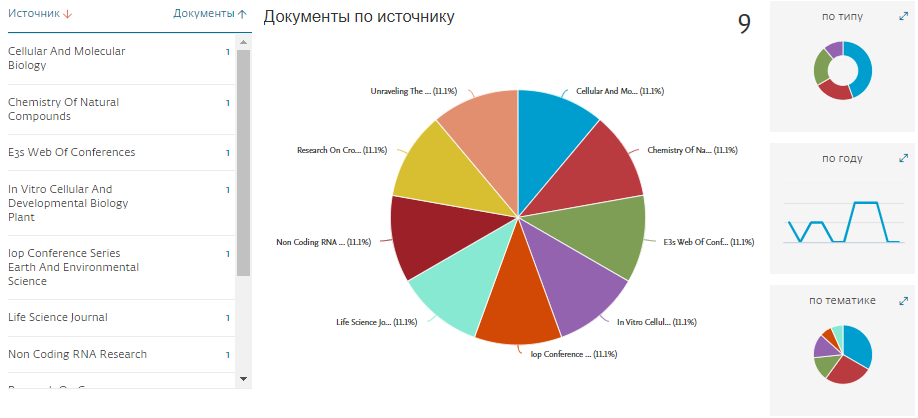 Источник
Документы
Cellular And Molecular
Biology
1
Chemistry Of Natural
Compounds
1
E3s Web Of Conferences
1
In Vitro Cellular And
Developmental Biology
Plant
1
Iop Conference Series
Earth And Environmental
Science
1
Life Science Journal
1
Non Coding RNA Research
1
Документы по источнику
9
Unraveling The ... (11.1%)
Cellular And Mo... (11.1%)
Research On Cro... (11.1%)
Chemistry Of Na... (11.1%)
Non Coding RNA ... (11.1%)
E3s Web Of Conf... (11.1%)
Life Science Jo... (11.1%)
In Vitro Cellul... (11.1%)
Iop Conference ... (11.1%)
по типу
по году
по тематике